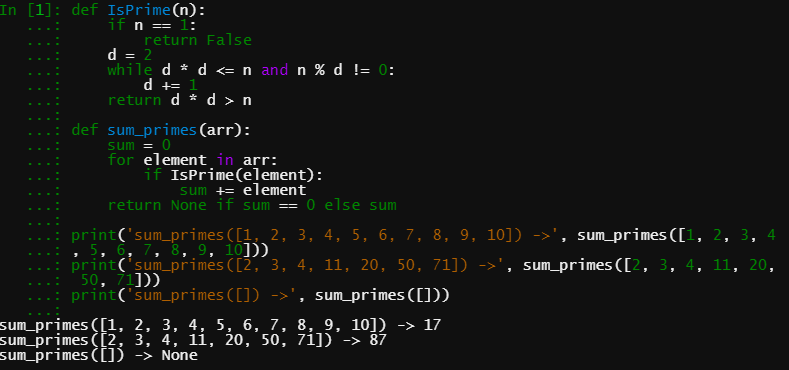 In [1]: def IsPrime(n):
   ...:     if n == 1:
   ...:         return False
   ...:     d = 2
   ...:     while d * d <= n and n % d != 0:
   ...:         d += 1
   ...:     return d * d > n
   ...:
   ...: def sum_primes(arr):
   ...:     sum = 0
   ...:     for element in arr:
   ...:         if IsPrime(element):
   ...:             sum += element
   ...:     return None if sum == 0 else sum
   ...:
   ...: print('sum_primes([1, 2, 3, 4, 5, 6, 7, 8, 9, 10]) ->', sum_primes([1, 2, 3, 4
   ...: , 5, 6, 7, 8, 9, 10]))
   ...: print('sum_primes([2, 3, 4, 11, 20, 50, 71]) ->', sum_primes([2, 3, 4, 11, 20,
   ...:  50, 71]))
   ...: print('sum_primes([]) ->', sum_primes([]))
   ...:
sum_primes([1, 2, 3, 4, 5, 6, 7, 8, 9, 10]) -> 17
sum_primes([2, 3, 4, 11, 20, 50, 71]) -> 87
sum_primes([]) -> None